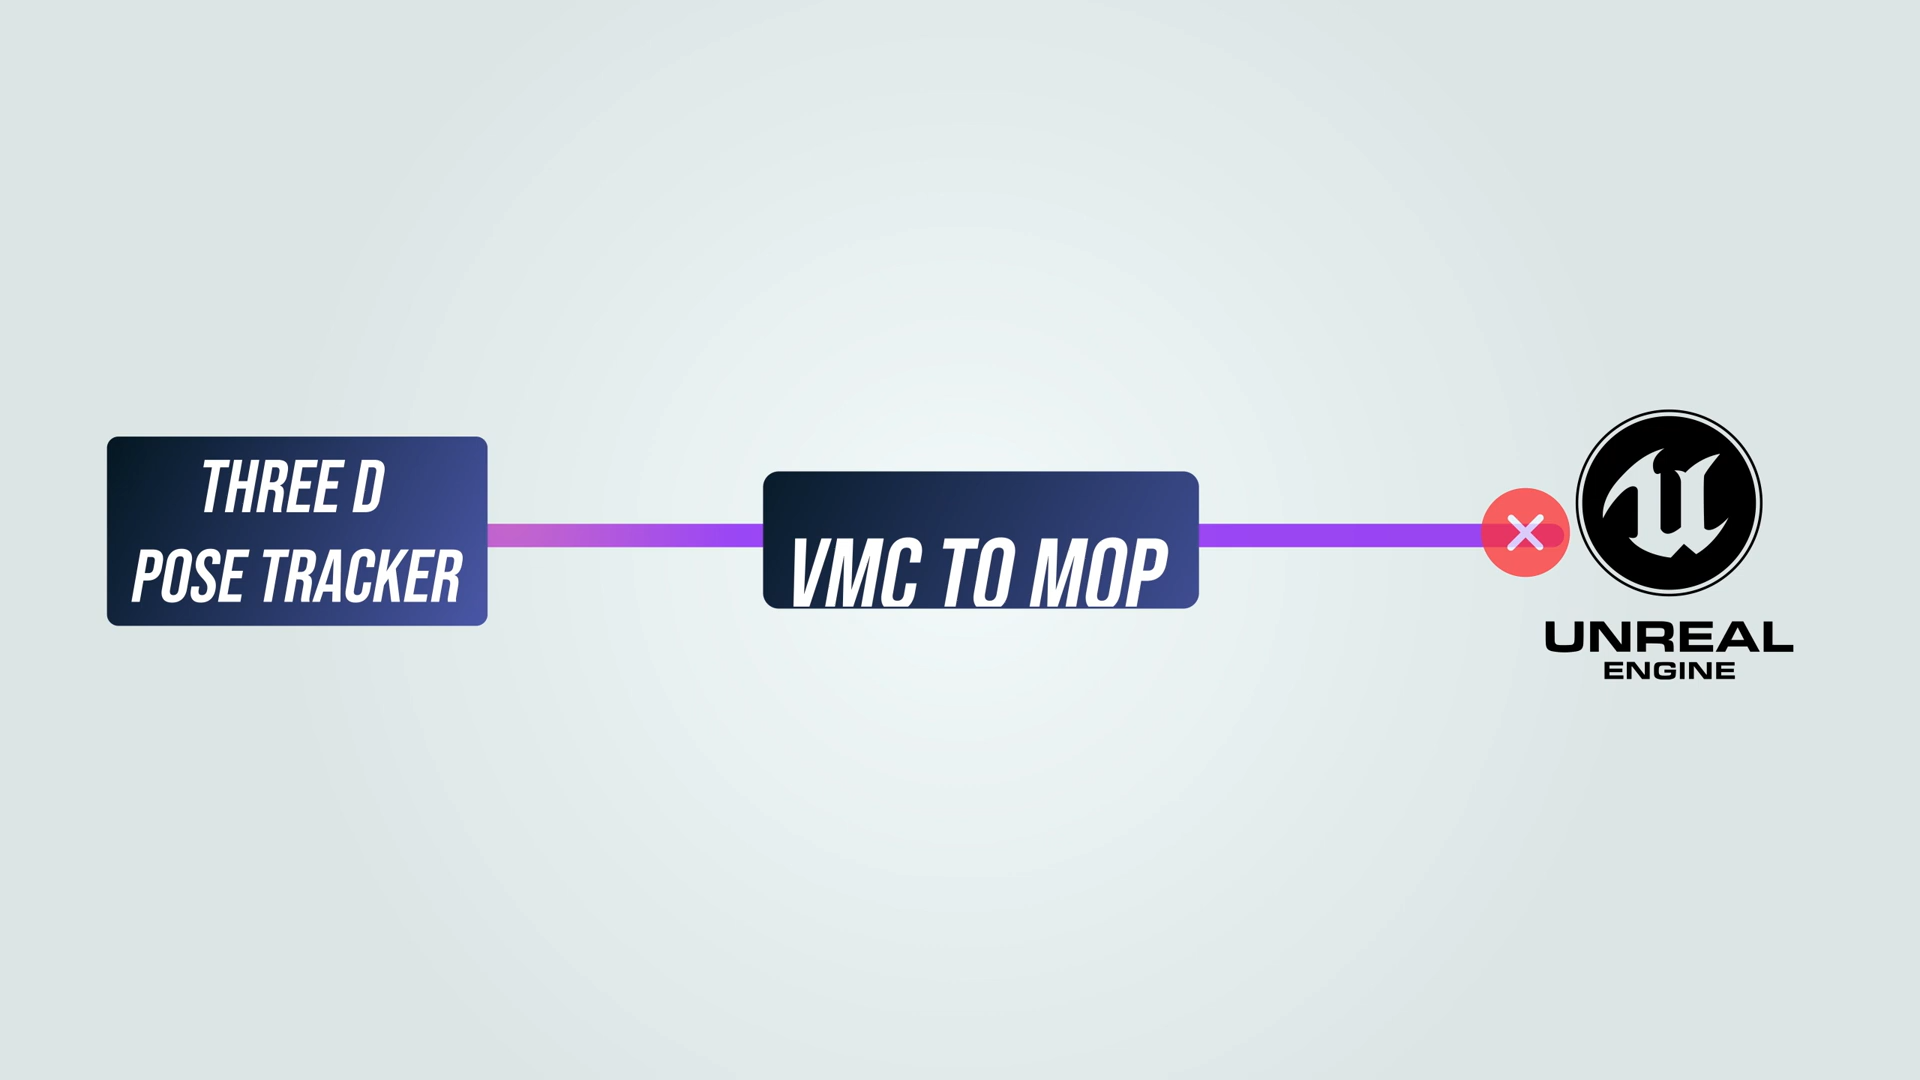 THREE D
POSE TRACKER
VMC TO MOP
UNREAL
ENGINE